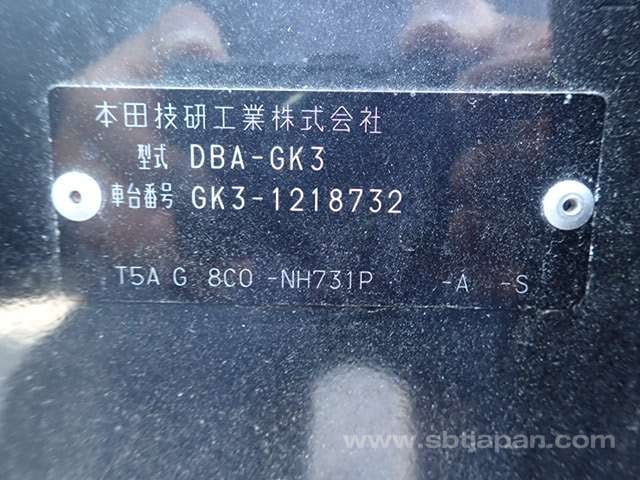 本田技研工業株式会社
型式 DBA-GK3
車台番号 GK3-1218732
T5A G 8C0 -NH731P -A -S
www.sbtjapan.com